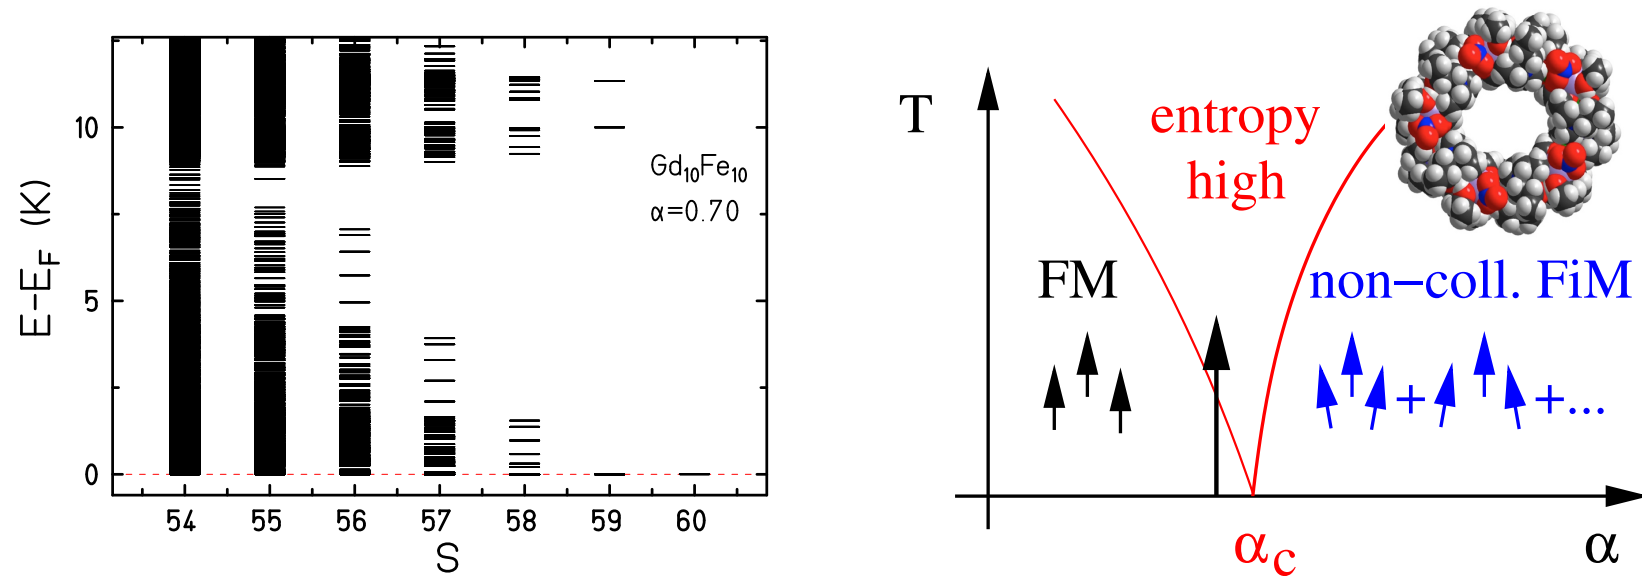 10
5
0
E-E_F (K)
Gd₁₀Fe₁₀
α=0.70
54 55 56 57 58 59 60
S
T
entropy
high
FM
non-coll. FiM
+ +...
α_c
α